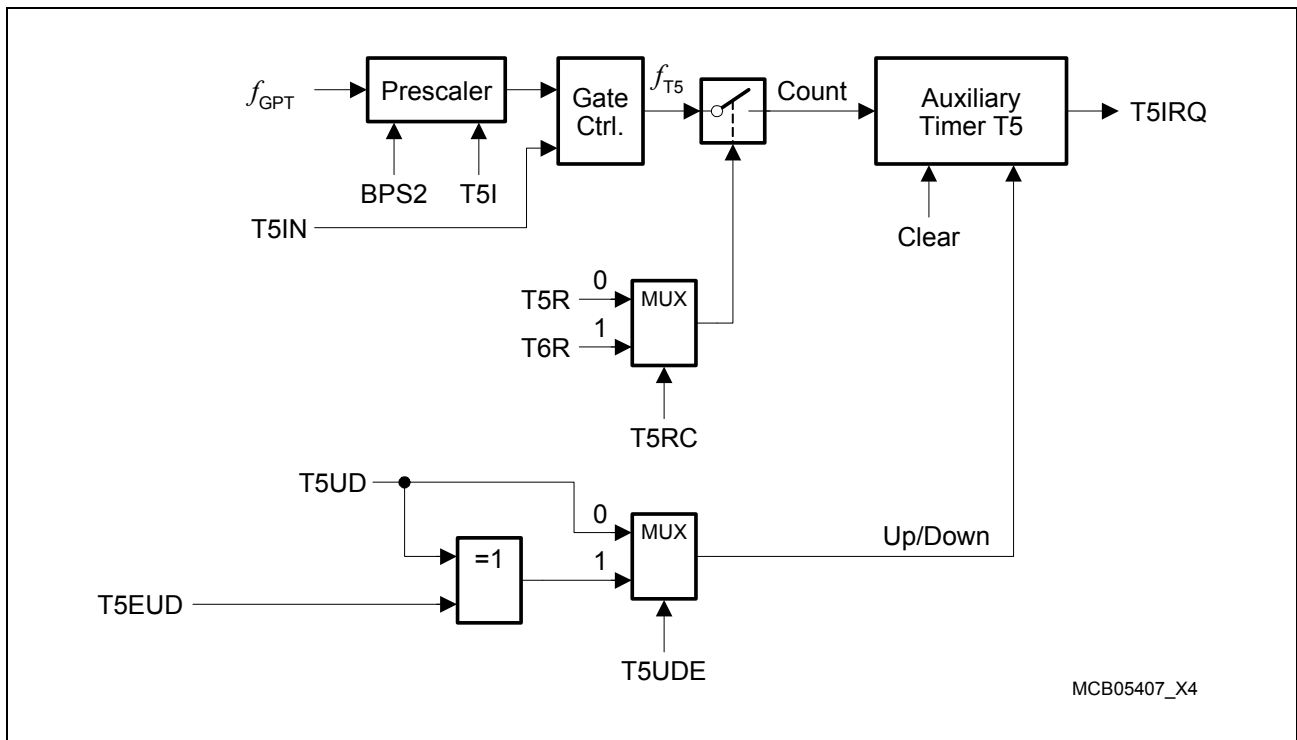 fGPT
Prescaler
Gate
Ctrl.
fT5
Count
Auxiliary
Timer T5
T5IRQ
BPS2
T5I
T5IN
Clear
T5R
0
MUX
T6R
1
T5RC
T5UD
0
MUX
Up/Down
=1
1
T5EUD
T5UDE
MCB05407_X4